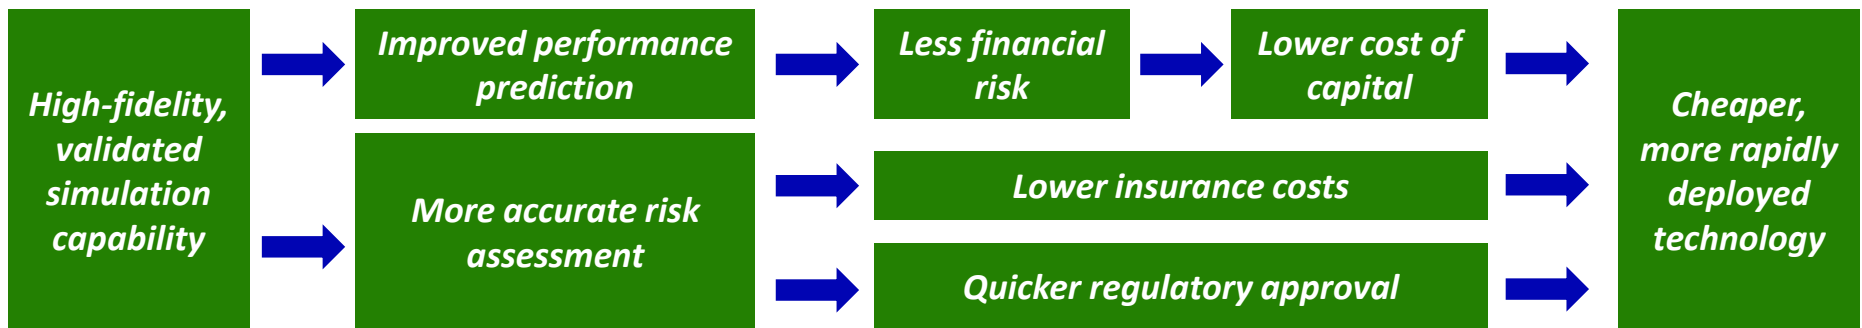 High-fidelity,
validated
simulation
capability
Improved performance
prediction
Less financial
risk
Lower cost of
capital
More accurate risk
assessment
Lower insurance costs
Quicker regulatory approval
Cheaper,
more rapidly
deployed
technology